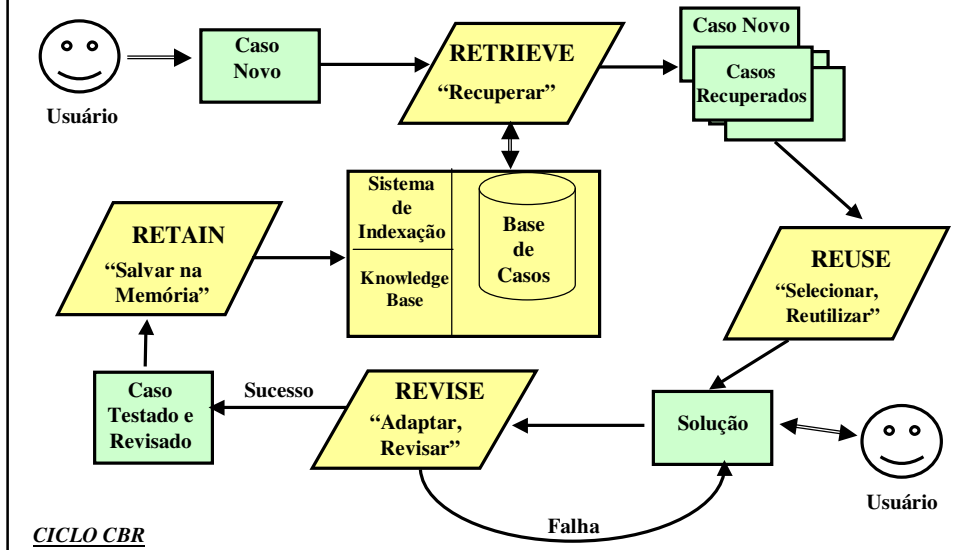 Caso
Novo
Usuário
RETRIEVE
“Recuperar”
Caso Novo
Casos
Recuperados
Sistema
de
Indexação
Knowledge
Base
Base
de
Casos
RETAIN
“Salvar na
Memória”
REUSE
“Selecionar,
Reutilizar”
Caso
Testado e
Revisado
Sucesso
REVISE
“Adaptar,
Revisar”
Solução
Usuário
Falha
CICLO CBR